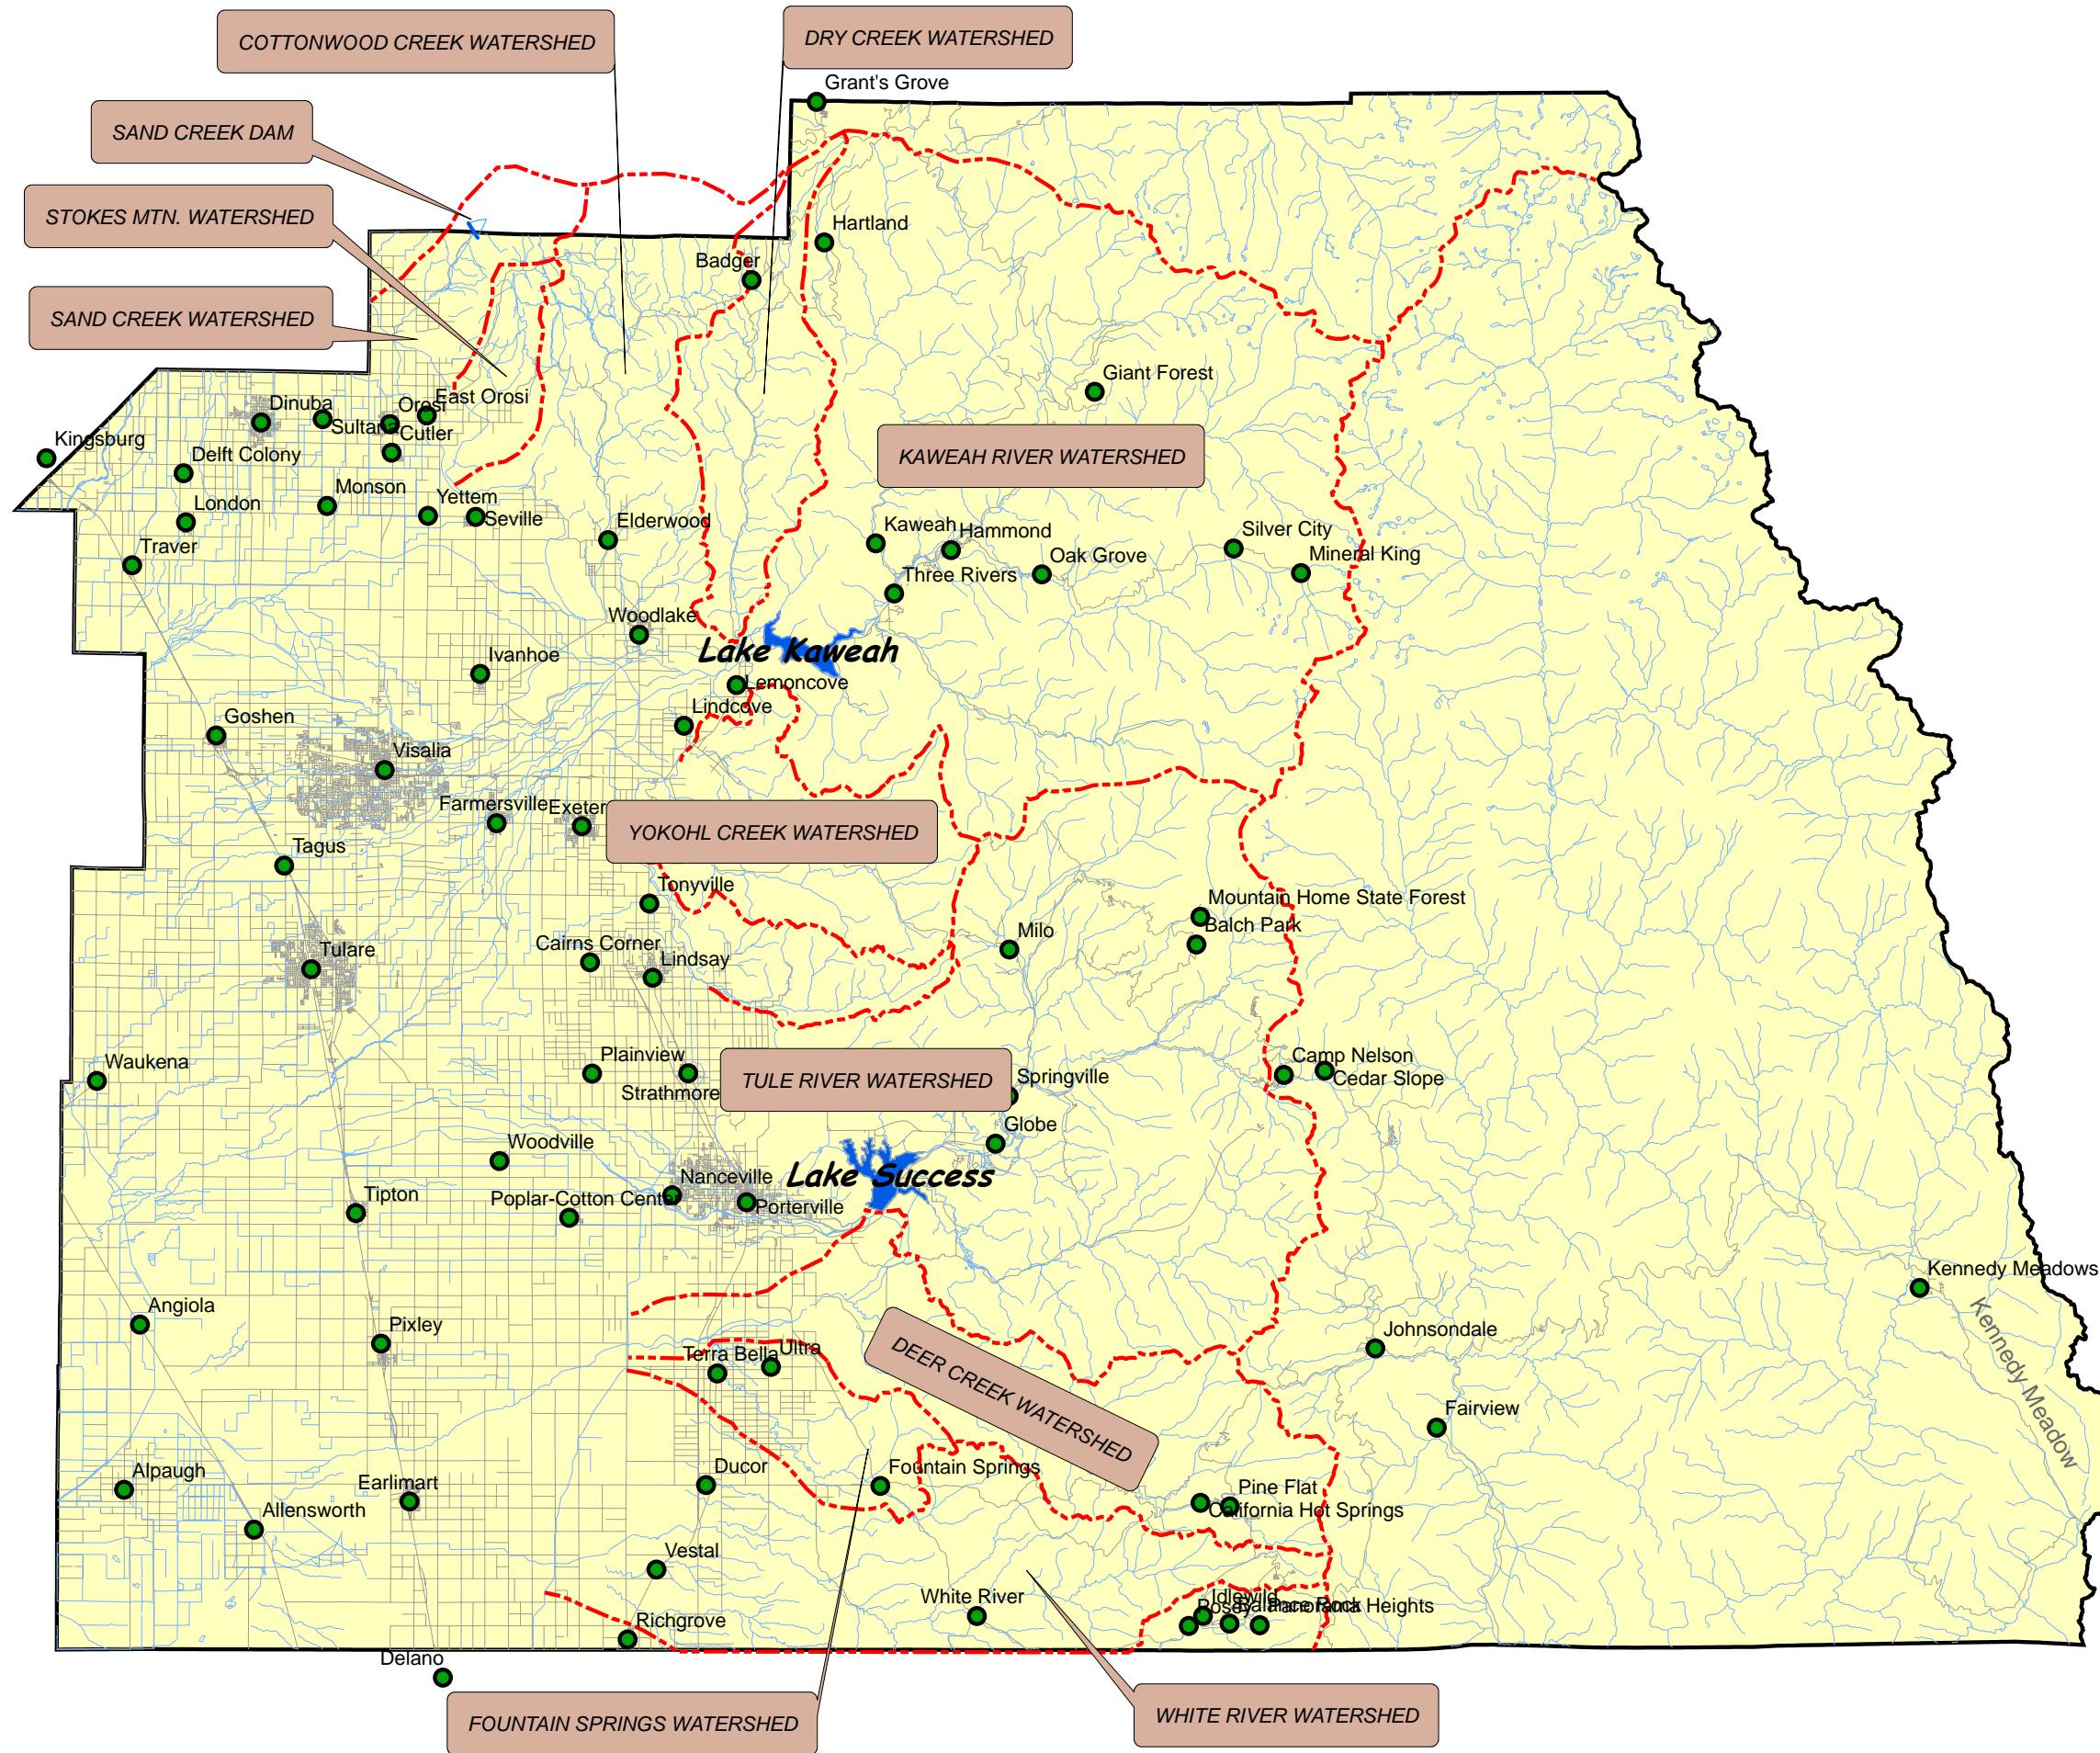 COTTONWOOD CREEK WATERSHED
DRY CREEK WATERSHED
Grant's Grove
SAND CREEK DAM
STOKES MTN. WATERSHED
Hartland
Badger
SAND CREEK WATERSHED
Giant Forest
Dinuba
Sultana
Orosi
East Orosi
Cutler
Kingsburg
Delft Colony
KAWEAH RIVER WATERSHED
London
Monson
Yettem
Seville
Elderwood
Kaweah
Hammond
Silver City
Traver
Oak Grove
Mineral King
Three Rivers
Woodlake
Lake Kaweah
Ivanhoe
Lemoncove
Lindcove
Goshen
Visalia
Farmersville
Exeter
YOKOHL CREEK WATERSHED
Tagus
Tonyville
Mountain Home State Forest
Balch Park
Milo
Cairns Corner
Tulare
Lindsay
Waukena
Plainview
Strathmore
TULE RIVER WATERSHED
Springville
Camp Nelson
Cedar Slope
Globe
Woodville
Lake Success
Nanceville
Tipton
Poplar-Cotton Center
Porterville
Kennedy Meadows
Kennedy Meadow
Angiola
Pixley
Johnsondale
Terra Bella
Ultra
DEER CREEK WATERSHED
Fairview
Alpaugh
Earlimart
Ducor
Fountain Springs
Pine Flat
California Hot Springs
Allensworth
Vestal
White River
Idlewild
Posey
Balance Rock
Panorama Heights
Richgrove
Delano
FOUNTAIN SPRINGS WATERSHED
WHITE RIVER WATERSHED